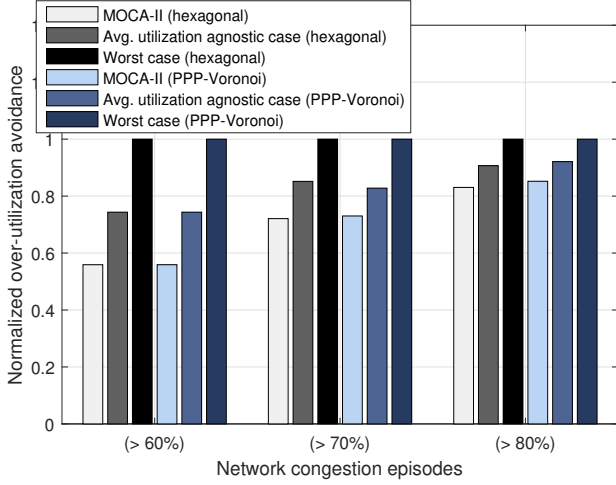 MOCA-II (hexagonal)
Avg. utilization agnostic case (hexagonal)
Worst case (hexagonal)
MOCA-II (PPP-Voronoi)
Avg. utilization agnostic case (PPP-Voronoi)
Worst case (PPP-Voronoi)
Normalized over-utilization avoidance
1
0.8
0.6
0.4
0.2
0
(> 60%)
(> 70%)
(> 80%)
Network congestion episodes